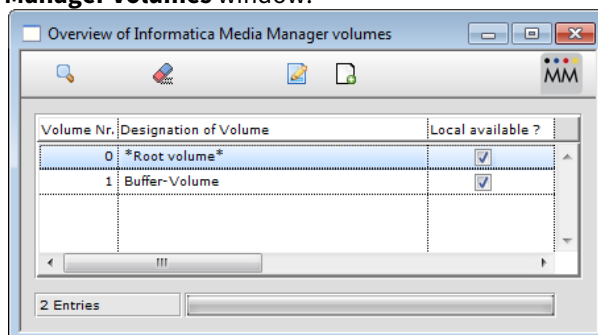 Manager volumes window.
Overview of Informatica Media Manager volumes
MM
Volume Nr. Designation of Volume Local available ?
0 *Root volume*
1 Buffer-Volume
2 Entries